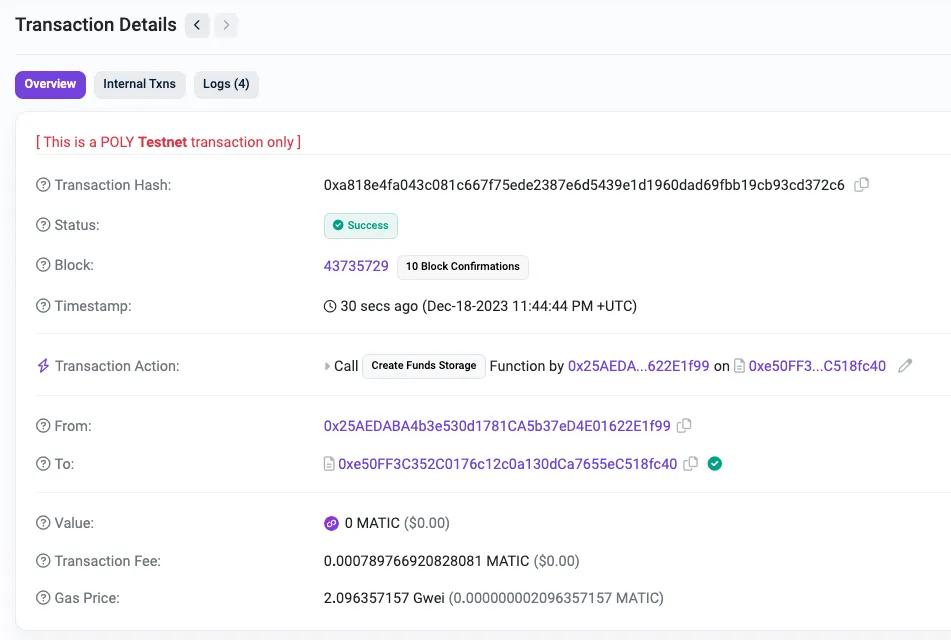 Transaction Details
Overview Internal Txns Logs (4)
[ This is a POLY Testnet transaction only ]
Transaction Hash: 0xa818e4fa043c081c667f75ede2387e6d5439e1d1960dad69fbb19cb93cd372c6
Status: Success
Block: 43735729 10 Block Confirmations
Timestamp: 30 secs ago (Dec-18-2023 11:44:44 PM +UTC)
Transaction Action: Call Create Funds Storage Function by 0x25AEDA...622E1f99 on 0xe50FF3...C518fc40
From: 0x25AEDABA4b3e530d1781CA5b37eD4E01622E1f99
To: 0xe50FF3C352C0176c12c0a130dCa7655eC518fc40
Value: 0 MATIC ($0.00)
Transaction Fee: 0.000789766920828081 MATIC ($0.00)
Gas Price: 2.096357157 Gwei (0.000000002096357157 MATIC)